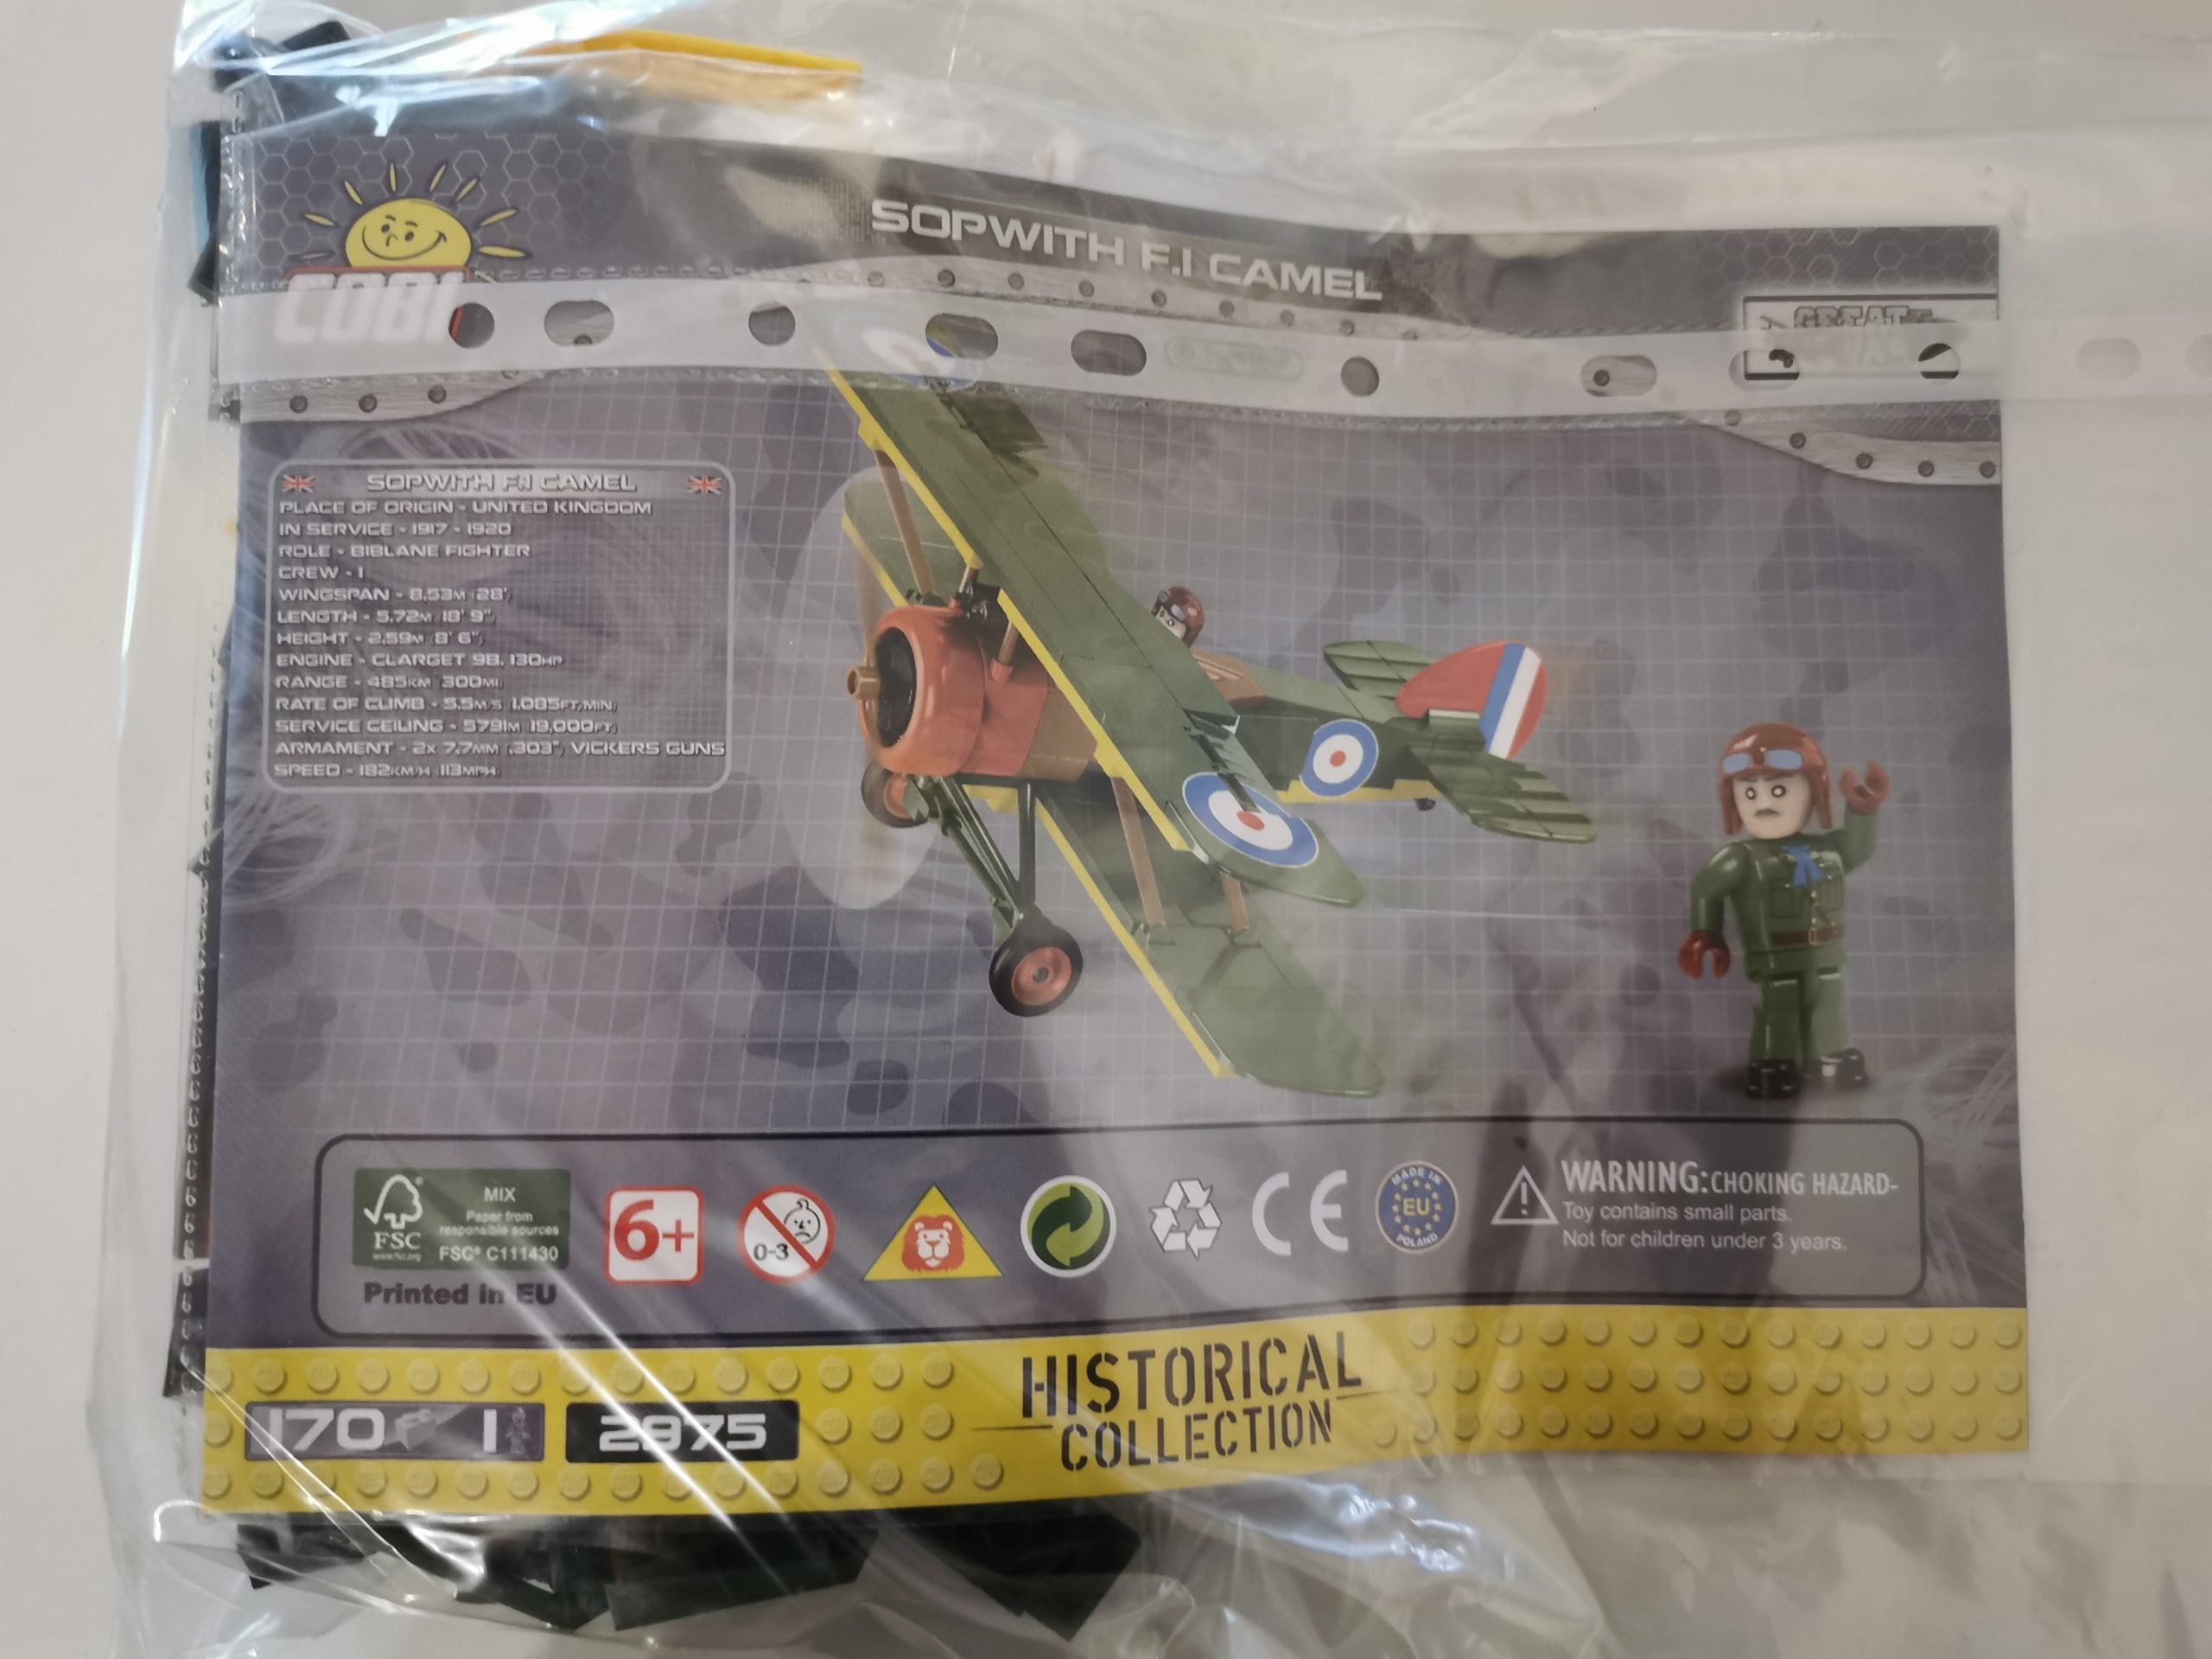 SOPWITH F.1 CAMEL
COBI
GREAT
SOPWITH F.1 CAMEL
PLACE OF ORIGIN - UNITED KINGDOM
IN SERVICE - 1917 - 1920
ROLE - BIBLANE FIGHTER
CREW - 1
WINGSPAN - 8,53M (28')
LENGTH - 5,72M (18' 9")
HEIGHT - 2,59M (8' 6")
ENGINE - CLARGET 9B, 130HP
RANGE - 485KM (300MI)
RATE OF CLIMB - 5,5M/S (1,085FT/MIN)
SERVICE CEILING - 5791M (19,000FT)
ARMAMENT - 2X 7,7MM (.303") VICKERS GUNS
SPEED - 182KM/H (113MPH)
FSC
www.fsc.org
MIX
Paper from
responsible sources
FSC® C111430
Printed in EU
6+
0-3
CE
MADE IN
EU
POLAND
WARNING: CHOKING HAZARD-
Toy contains small parts.
Not for children under 3 years.
170 1
2975
HISTORICAL
COLLECTION